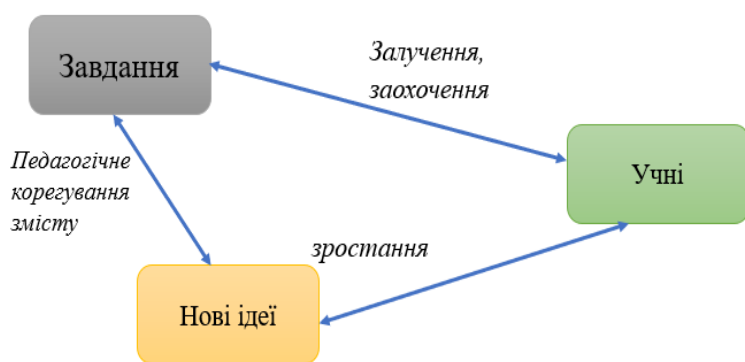 Завдання
Залучення,
заохочення
Педагогічне
корегування
змісту
Учні
зростання
Нові ідеї